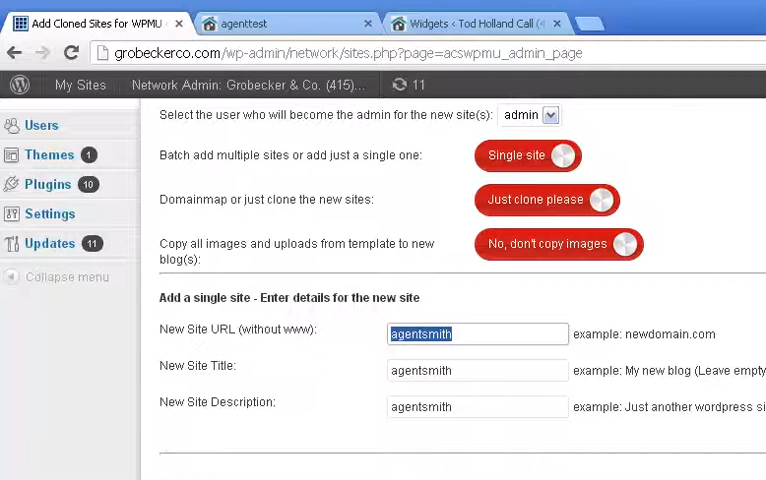 Add Cloned Sites for WPMU
agenttest
Widgets ‹ Tod Holland Call (
grobeckerco.com/wp-admin/network/sites.php?page=acswpmu_admin_page
My Sites Network Admin: Grobecker & Co. (415)... 11
Users
Themes 1
Plugins 10
Settings
Updates 11
Collapse menu
Select the user who will become the admin for the new site(s): admin
Batch add multiple sites or add just a single one: Single site
Domainmap or just clone the new sites: Just clone please
Copy all images and uploads from template to new
blog(s): No, don't copy images
Add a single site - Enter details for the new site
New Site URL (without www): agentsmith example: newdomain.com
New Site Title: agentsmith example: My new blog (Leave empty
New Site Description: agentsmith example: Just another wordpress si